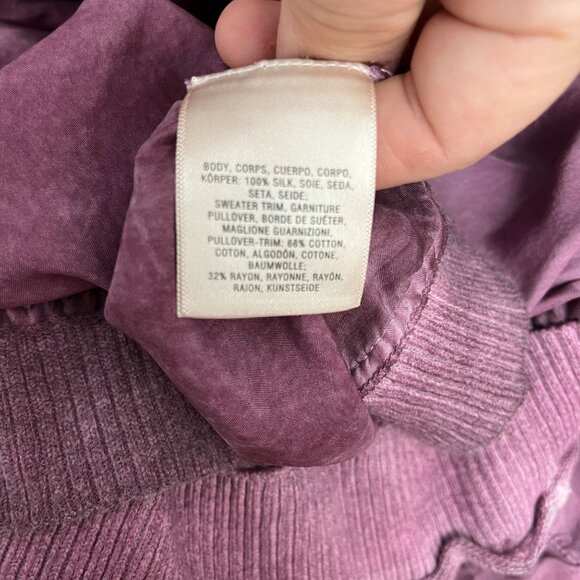 BODY, CORPS, CUERPO, CORPO,
KÖRPER: 100% SILK, SOIE, SEDA,
SETA, SEIDE;
SWEATER TRIM, GARNITURE
PULLOVER, BORDE DE SUÉTER,
MAGLIONE GUARNIZIONI,
PULLOVER-TRIM: 68% COTTON,
COTON, ALGODÓN, COTONE,
BAUMWOLLE;
32% RAYON, RAYONNE, RAYÓN,
RAION, KUNSTSEIDE